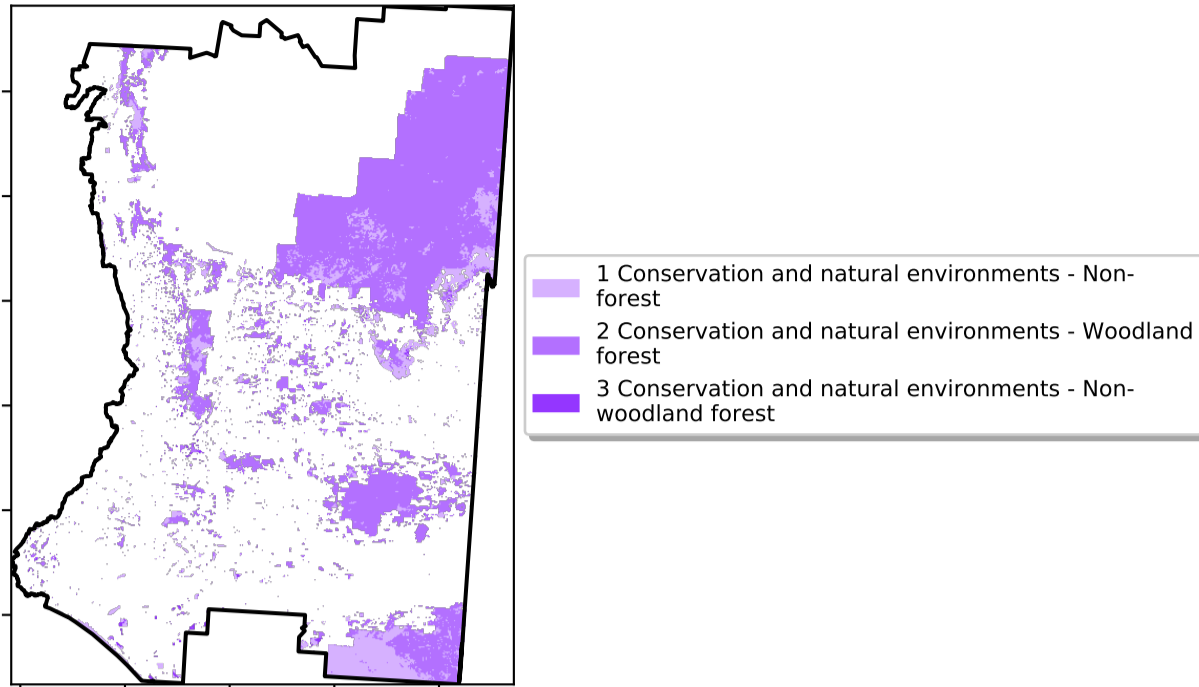 1 Conservation and natural environments - Non-
forest
2 Conservation and natural environments - Woodland
forest
3 Conservation and natural environments - Non-
woodland forest